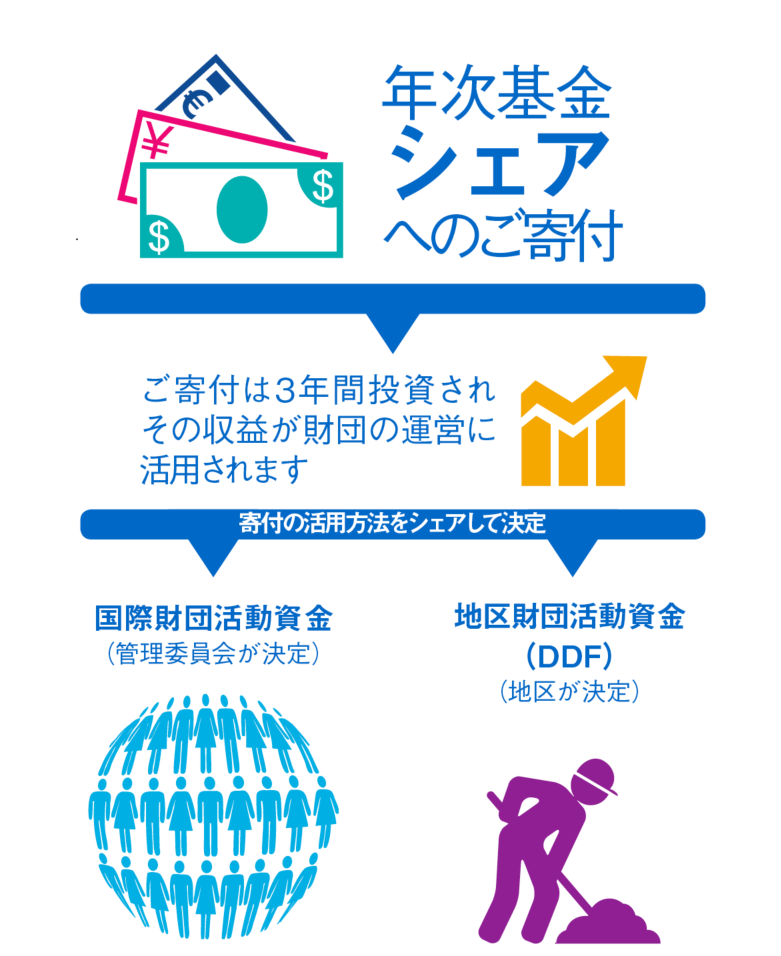 年次基金
シェア
へのご寄付
€
¥
$
$
ご寄付は3年間投資され
その収益が財団の運営に
活用されます
寄付の活用方法をシェアして決定
国際財団活動資金
（管理委員会が決定）
地区財団活動資金
（DDF）
（地区が決定）